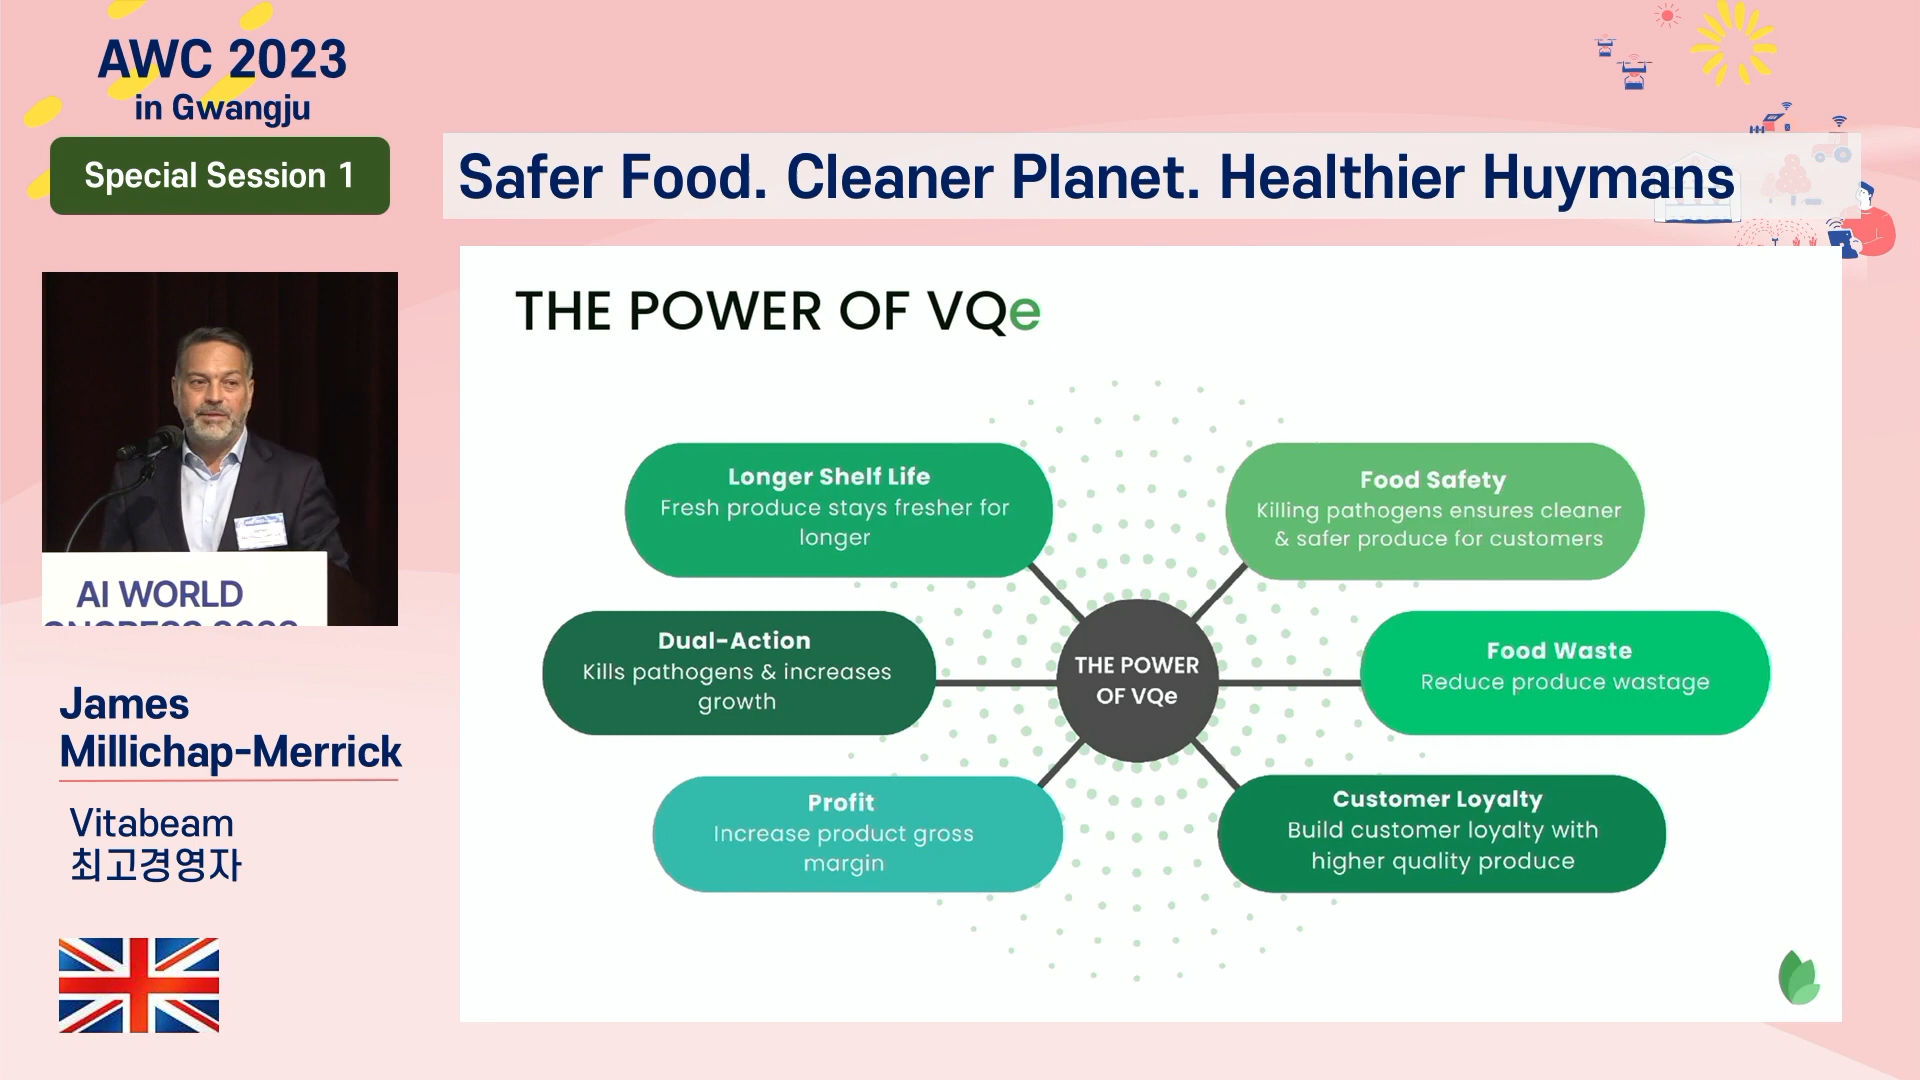 AWC 2023
in Gwangju
Special Session 1
Safer Food. Cleaner Planet. Healthier Huymans
THE POWER OF VQe
Longer Shelf Life
Fresh produce stays fresher for
longer
Food Safety
Killing pathogens ensures cleaner
& safer produce for customers
Dual-Action
Kills pathogens & increases
growth
THE POWER
OF VQe
Food Waste
Reduce produce wastage
Profit
Increase product gross
margin
Customer Loyalty
Build customer loyalty with
higher quality produce
AI WORLD
James
Millichap-Merrick
Vitabeam
최고경영자